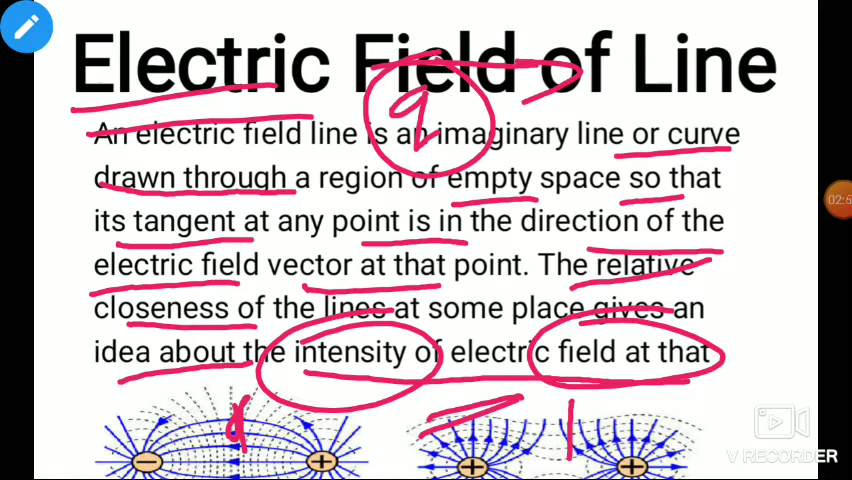 Electric Field of Line
q
An electric field line is an imaginary line or curve
drawn through a region of empty space so that
its tangent at any point is in the direction of the
electric field vector at that point. The relative
closeness of the lines at some place gives an
idea about the intensity of electric field at that
− + + +
02:5
V RECORDER